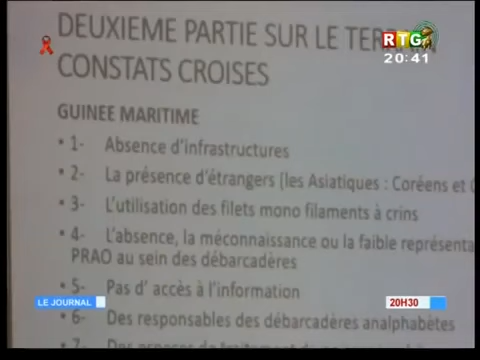 DEUXIEME PARTIE SUR LE
RTG
20:41
CONSTATS CROISES
GUINEE MARITIME
• 1- Absence d'infrastructures
• 2- La présence d'étrangers (les Asiatiques : Coréens et
• 3- L'utilisation des filets mono filaments à crins
• 4- L'absence, la méconnaissance ou la faible représenta
PRAO au sein des débarcadères
• 5- Pas d' accès à l'information
LE JOURNAL
20H30
• 6- Des responsables des débarcadères analphabètes
• 7-